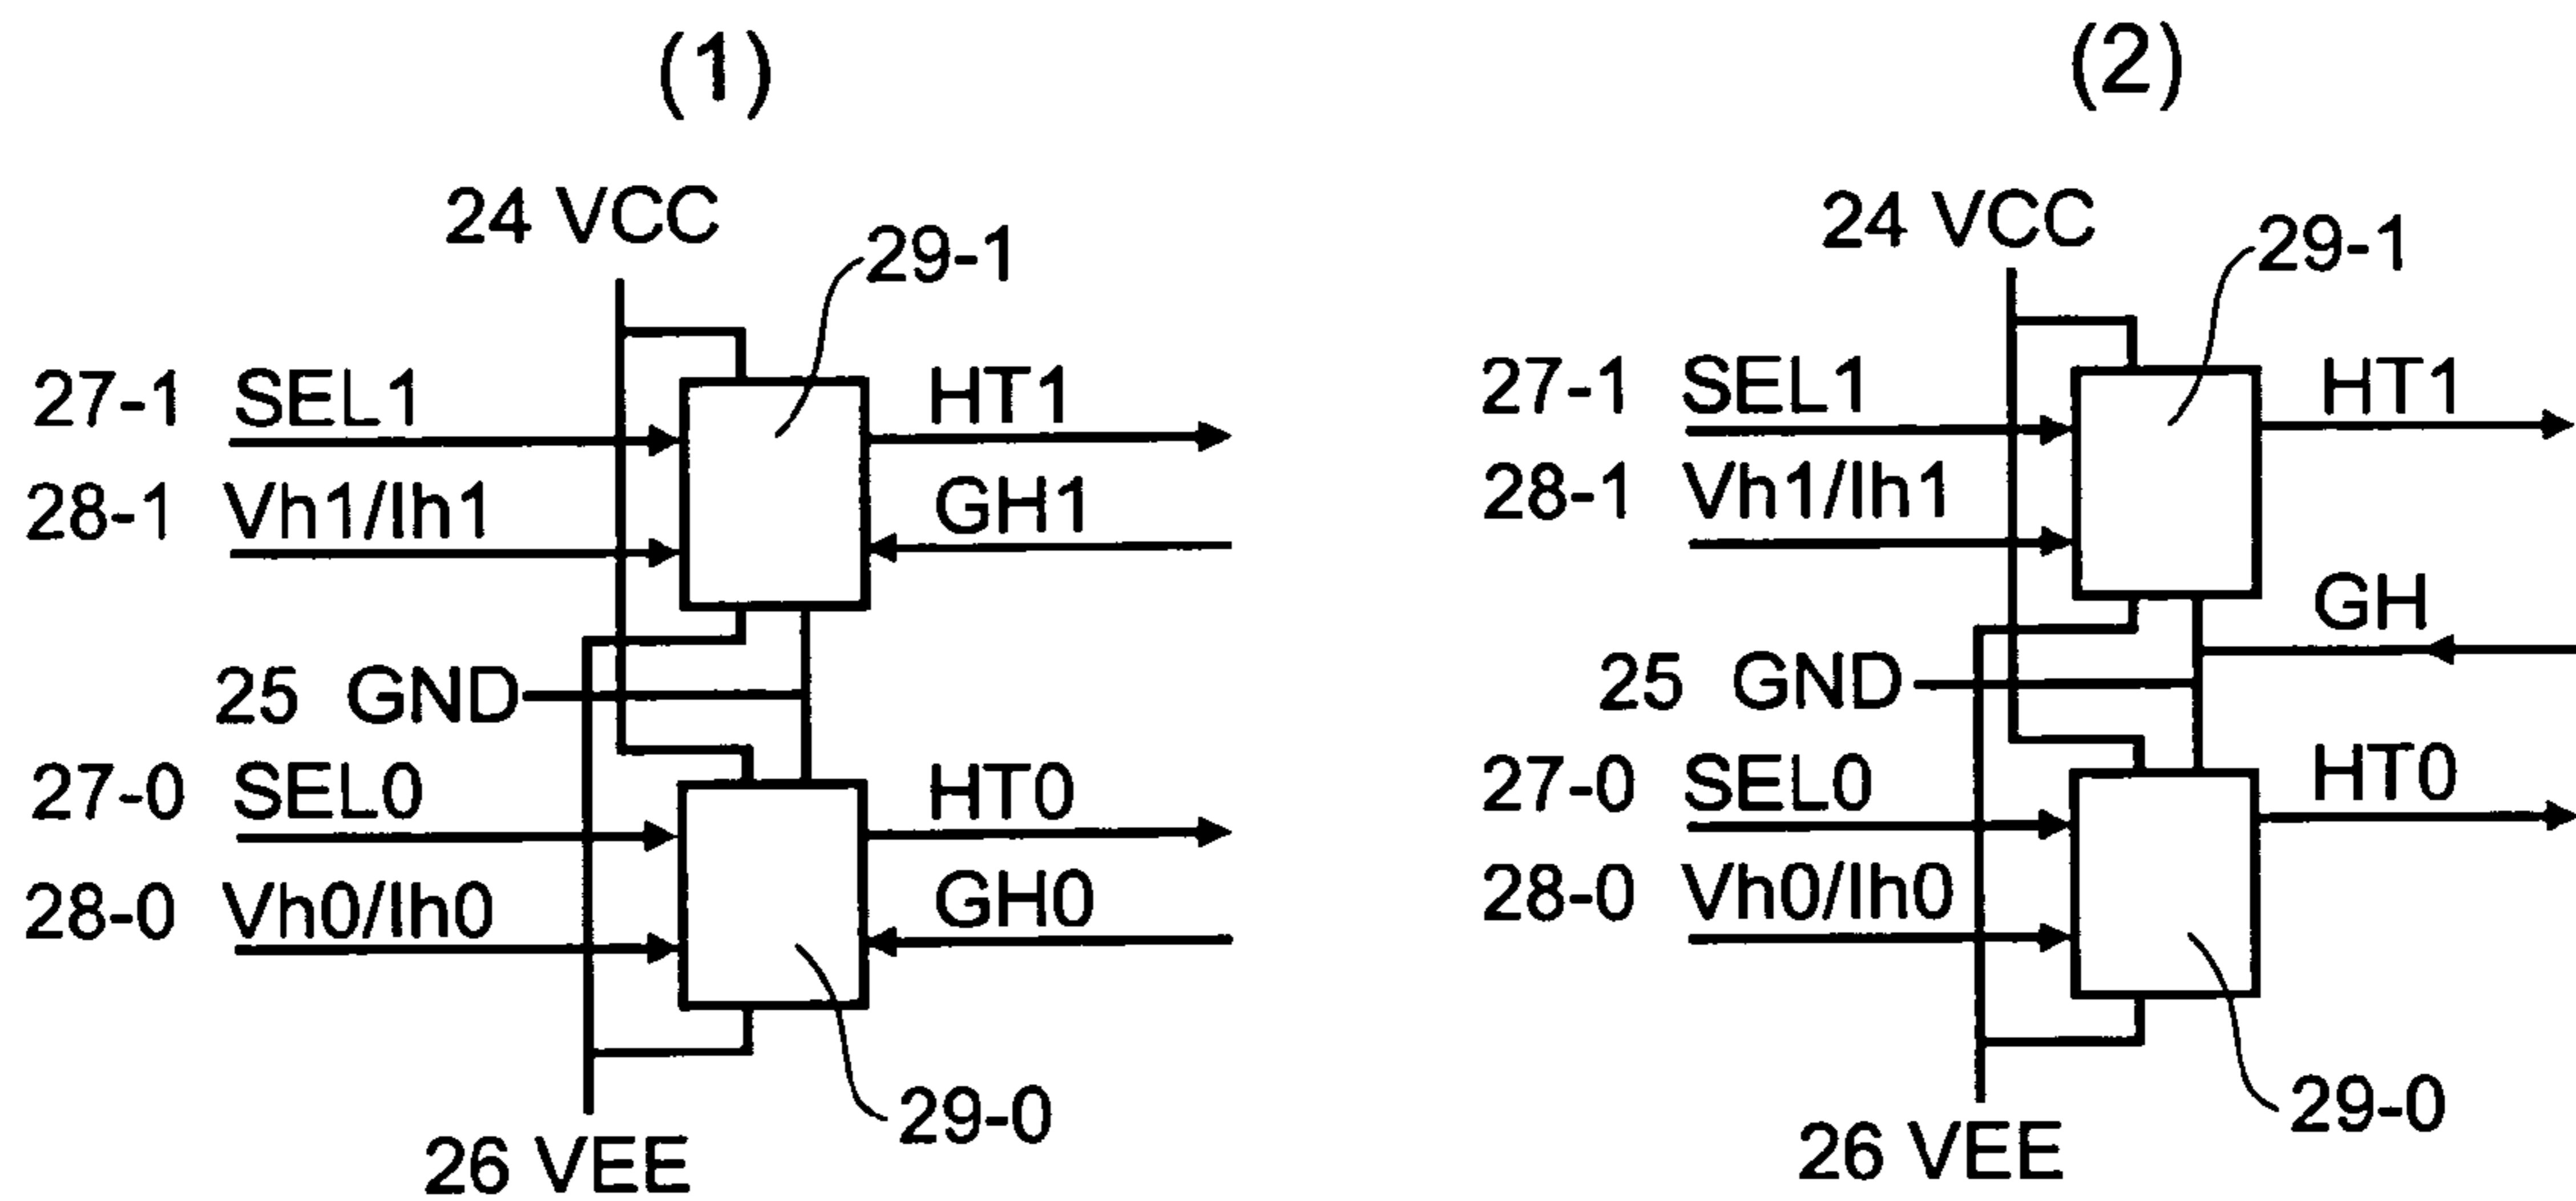 (1)
24 VCC
29-1
27-1 SEL1
HT1
28-1 Vh1/Ih1
GH1
25 GND
27-0 SEL0
HT0
28-0 Vh0/Ih0
GH0
29-0
26 VEE
(2)
24 VCC
29-1
27-1 SEL1
HT1
28-1 Vh1/Ih1
GH
25 GND
27-0 SEL0
HT0
28-0 Vh0/Ih0
29-0
26 VEE